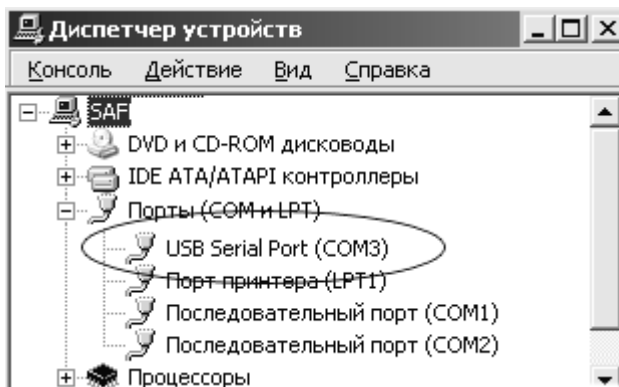 Диспетчер устройств
Консоль Действие Вид Справка
SAF
DVD и CD-ROM дисководы
IDE ATA/ATAPI контроллеры
Порты (COM и LPT)
USB Serial Port (COM3)
Порт принтера (LPT1)
Последовательный порт (COM1)
Последовательный порт (COM2)
Процессоры